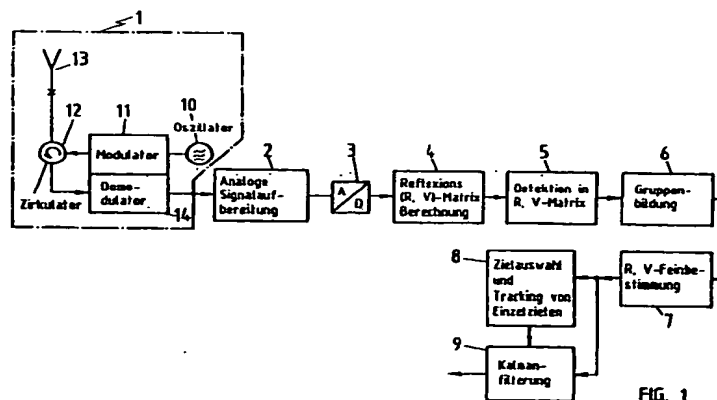 1
13
12
11
10
Oszillator
Modulator
Demo-
dulator
Zirkulator
14
2
Analoge
Signalauf-
bereitung
3
A
D
4
Reflexions
(R, V)-Matrix
Berechnung
5
Detektion in
R, V-Matrix
6
Gruppen-
bildung
8
Zielauswahl
und
Tracking von
Einzelzielen
R, V-Feinbe-
stimmung
7
9
Kalman-
filterung
FIG. 1